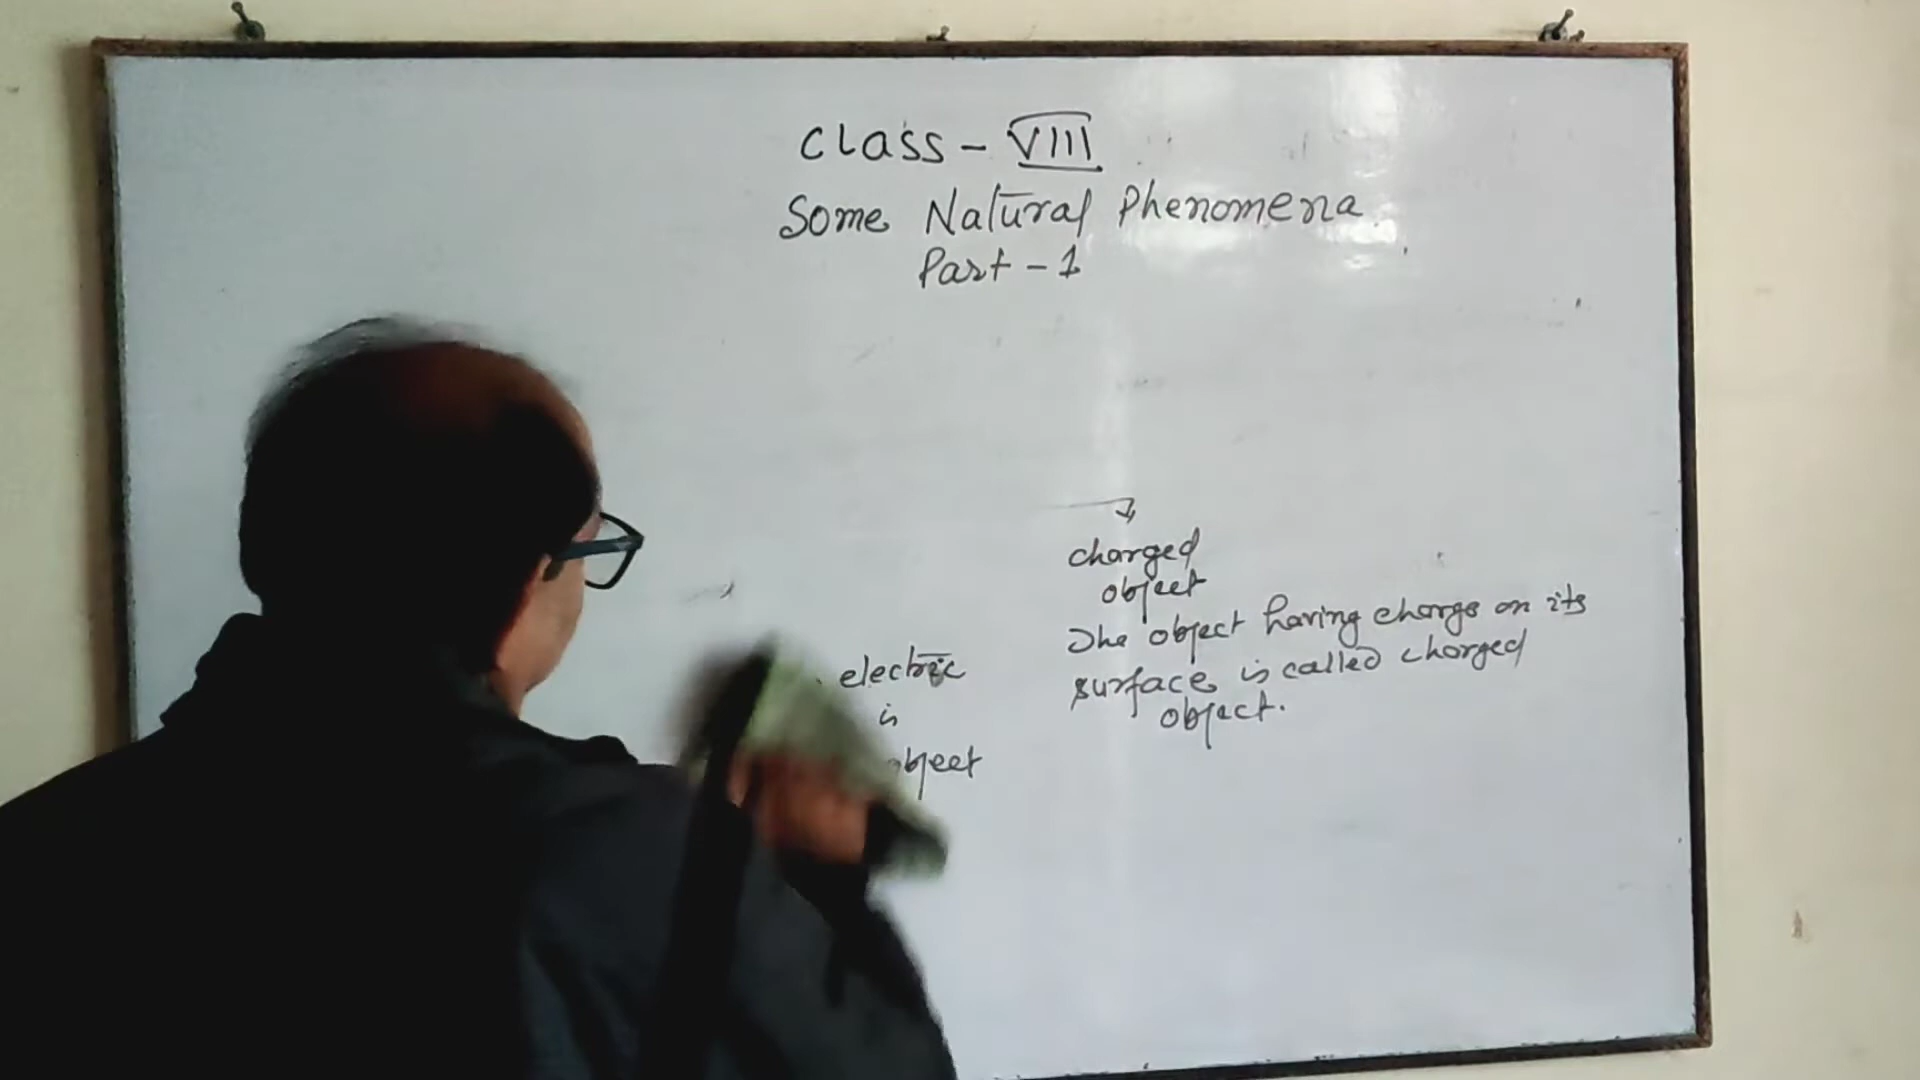 Class - VIII
Some Natural Phenomena
Part - 1
charged
object
The object having charge on its
surface is called charged
object.
electric
is
object